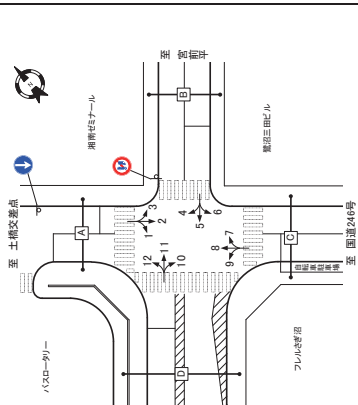 至 宮前平
湘南ゼミナール
B
鷺沼三田ビル
至 土橋交差点
P
P
A
3
2
1
4
5
6
7
8
9
12
11
10
C
自転車駐車場
至 国道246号
バスロータリー
D
フレルさぎ沼